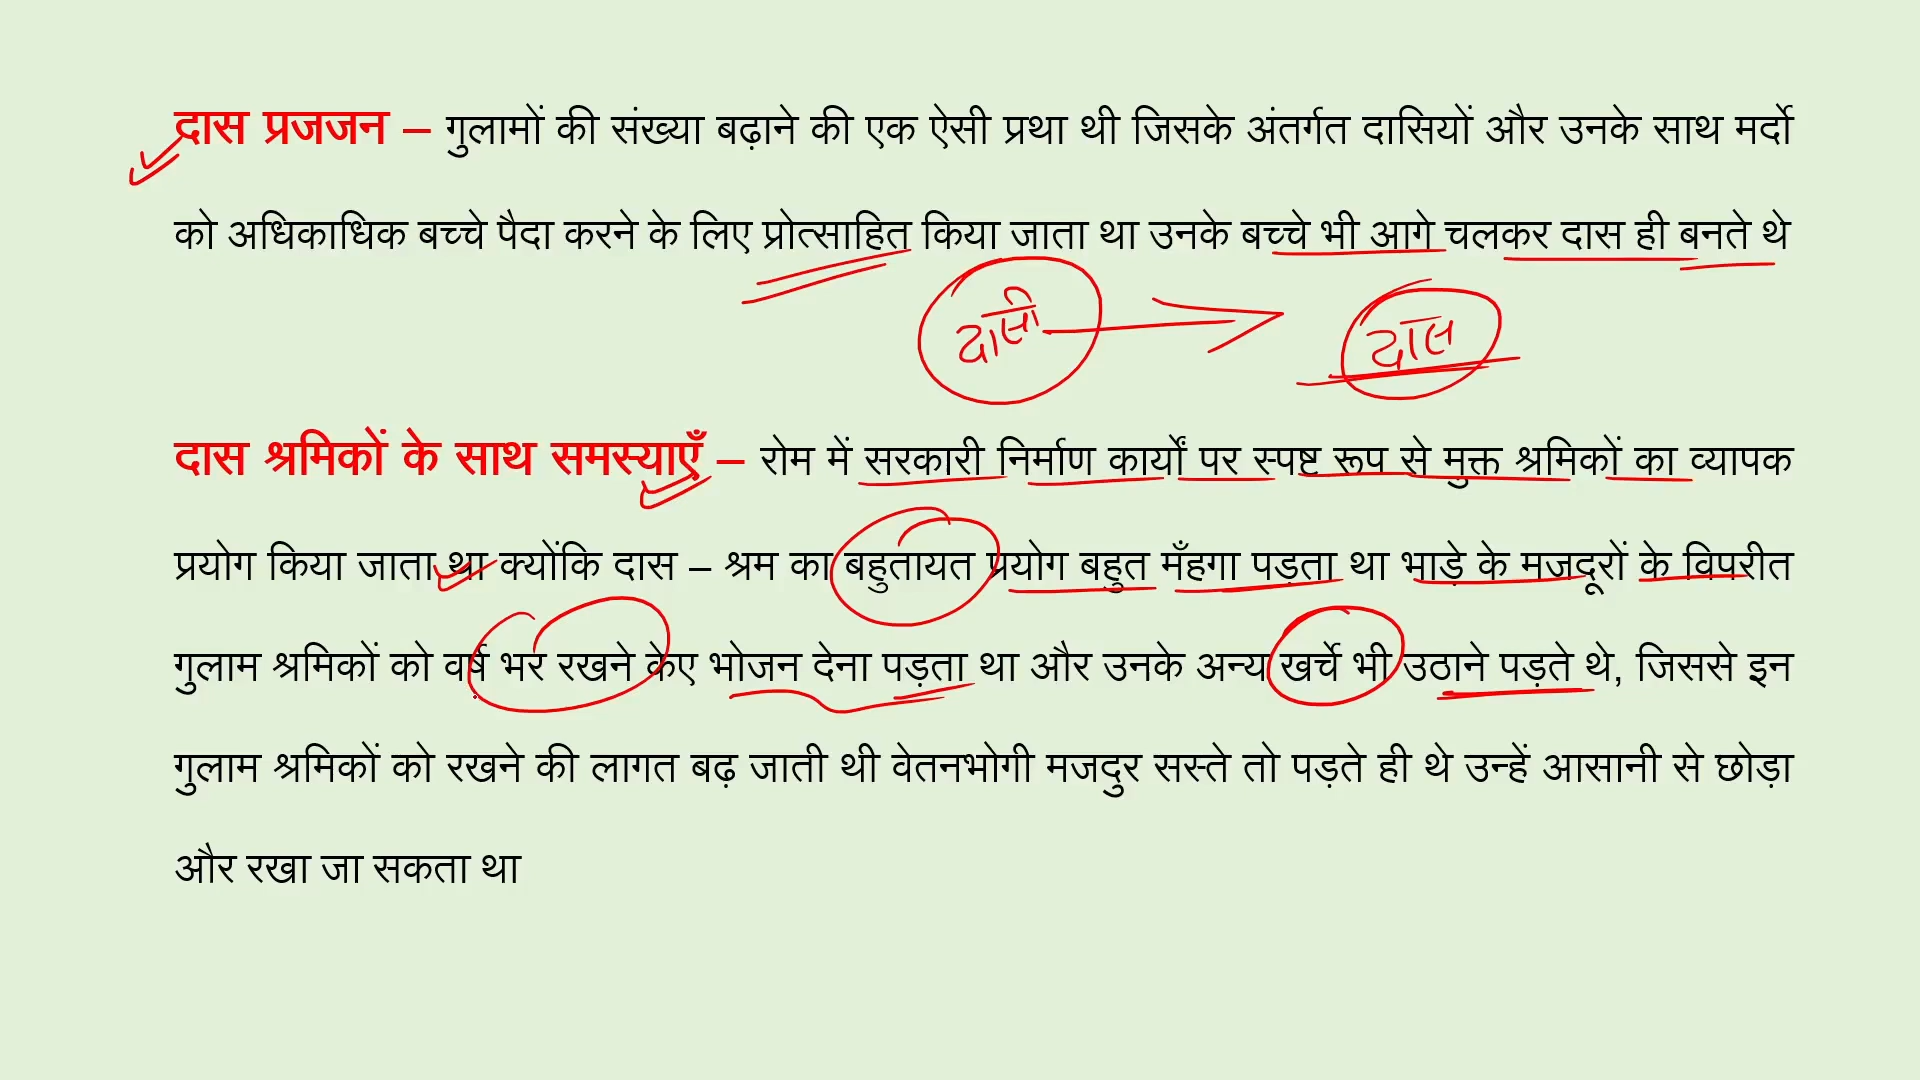 दास प्रजजन – गुलामों की संख्या बढ़ाने की एक ऐसी प्रथा थी जिसके अंतर्गत दासियों और उनके साथ मर्दो
को अधिकाधिक बच्चे पैदा करने के लिए प्रोत्साहित किया जाता था उनके बच्चे भी आगे चलकर दास ही बनते थे
दासी दास
दास श्रमिकों के साथ समस्याएँ – रोम में सरकारी निर्माण कार्यों पर स्पष्ट रूप से मुक्त श्रमिकों का व्यापक
प्रयोग किया जाता था क्योंकि दास – श्रम का बहुतायत प्रयोग बहुत मँहगा पड़ता था भाड़े के मजदूरों के विपरीत
गुलाम श्रमिकों को वर्ष भर रखने केए भोजन देना पड़ता था और उनके अन्य खर्चे भी उठाने पड़ते थे, जिससे इन
गुलाम श्रमिकों को रखने की लागत बढ़ जाती थी वेतनभोगी मजदुर सस्ते तो पड़ते ही थे उन्हें आसानी से छोड़ा
और रखा जा सकता था